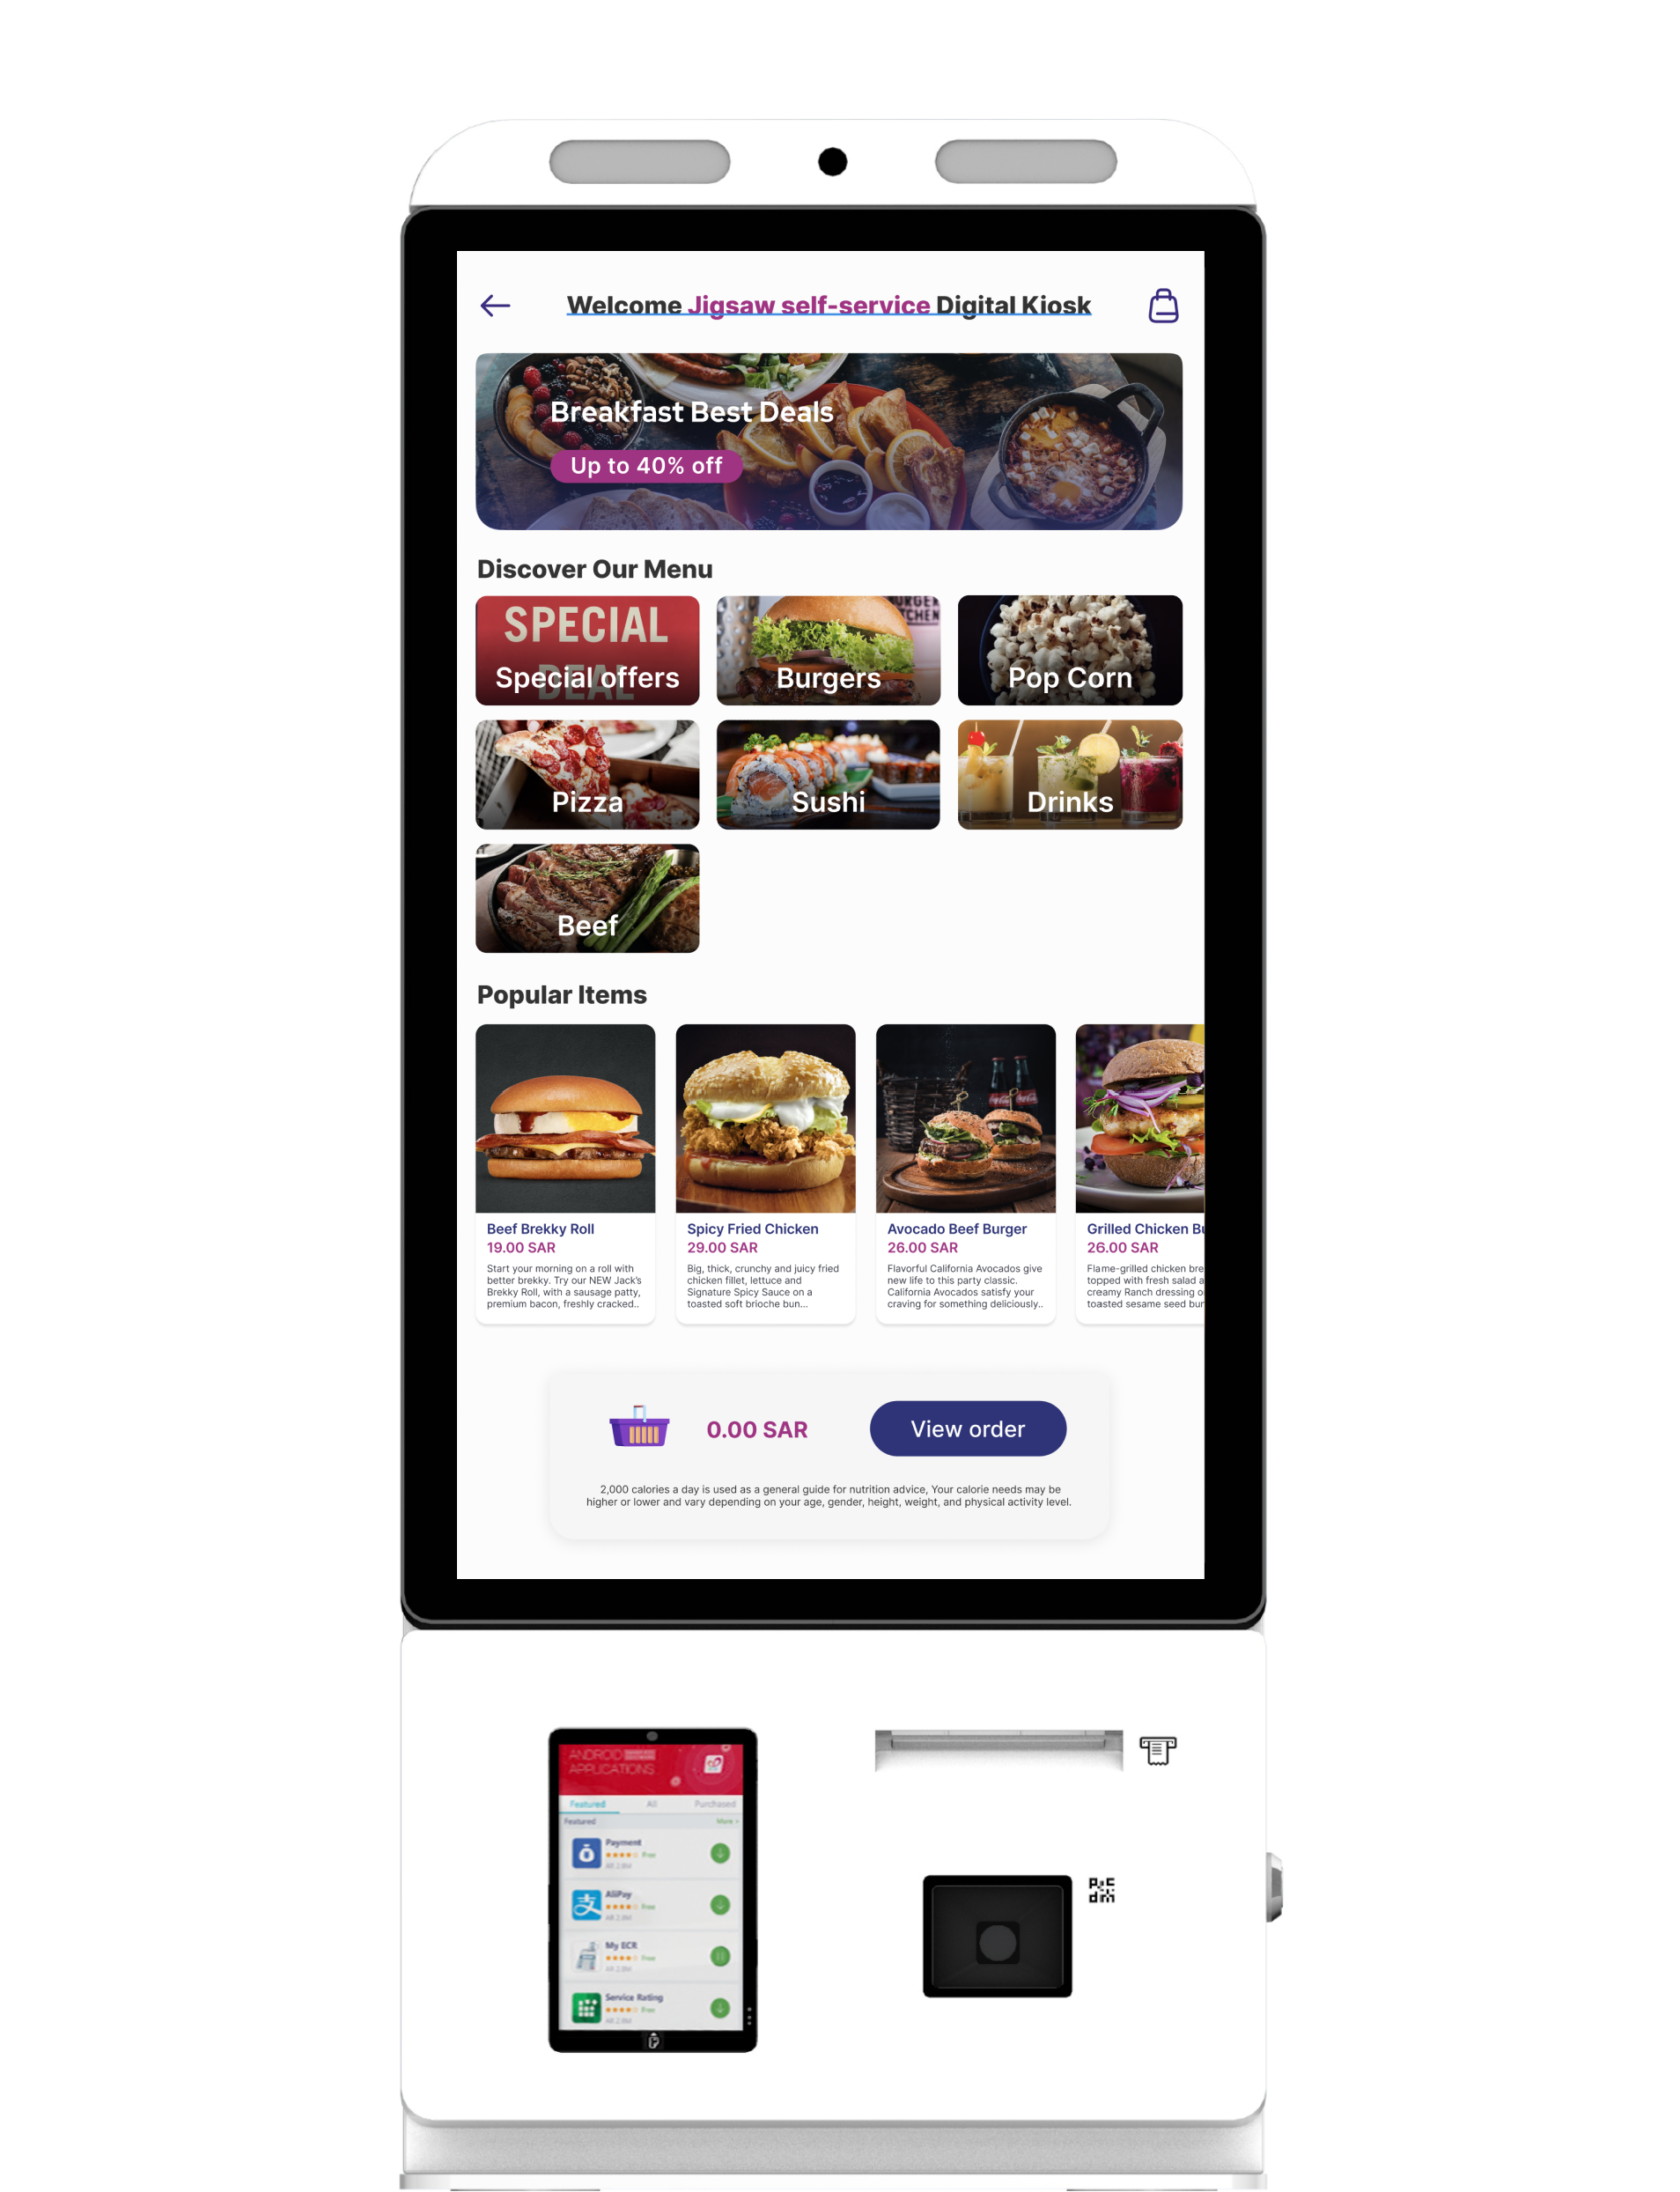 Welcome Jigsaw self-service Digital Kiosk
Breakfast Best Deals
Up to 40% off
Discover Our Menu
SPECIAL
DEAL
Special offers
BURGER
KITCHEN
Burgers
Pop Corn
Pizza
Sushi
Drinks
Beef
Popular Items
Beef Brekky Roll
19.00 SAR
Start your morning on a roll with
better brekky. Try our NEW Jack's
Brekky Roll, with a sausage patty,
premium bacon, freshly cracked..
Spicy Fried Chicken
29.00 SAR
Big, thick, crunchy and juicy fried
chicken fillet, lettuce and
Signature Spicy Sauce on a
toasted soft brioche bun...
Avocado Beef Burger
26.00 SAR
Flavorful California Avocados give
new life to this party classic.
California Avocados satisfy your
craving for something deliciously..
Grilled Chicken Bu
26.00 SAR
Flame-grilled chicken bre
topped with fresh salad a
creamy Ranch dressing o
toasted sesame seed bun
0.00 SAR
View order
2,000 calories a day is used as a general guide for nutrition advice, Your calorie needs may be
higher or lower and vary depending on your age, gender, height, weight, and physical activity level.
ANDROID
APPLICATIONS
Featured All Purchased
Featured More >
Payment
Free
AliPay
支
Free
My ECR
Free
Service Rating
Free